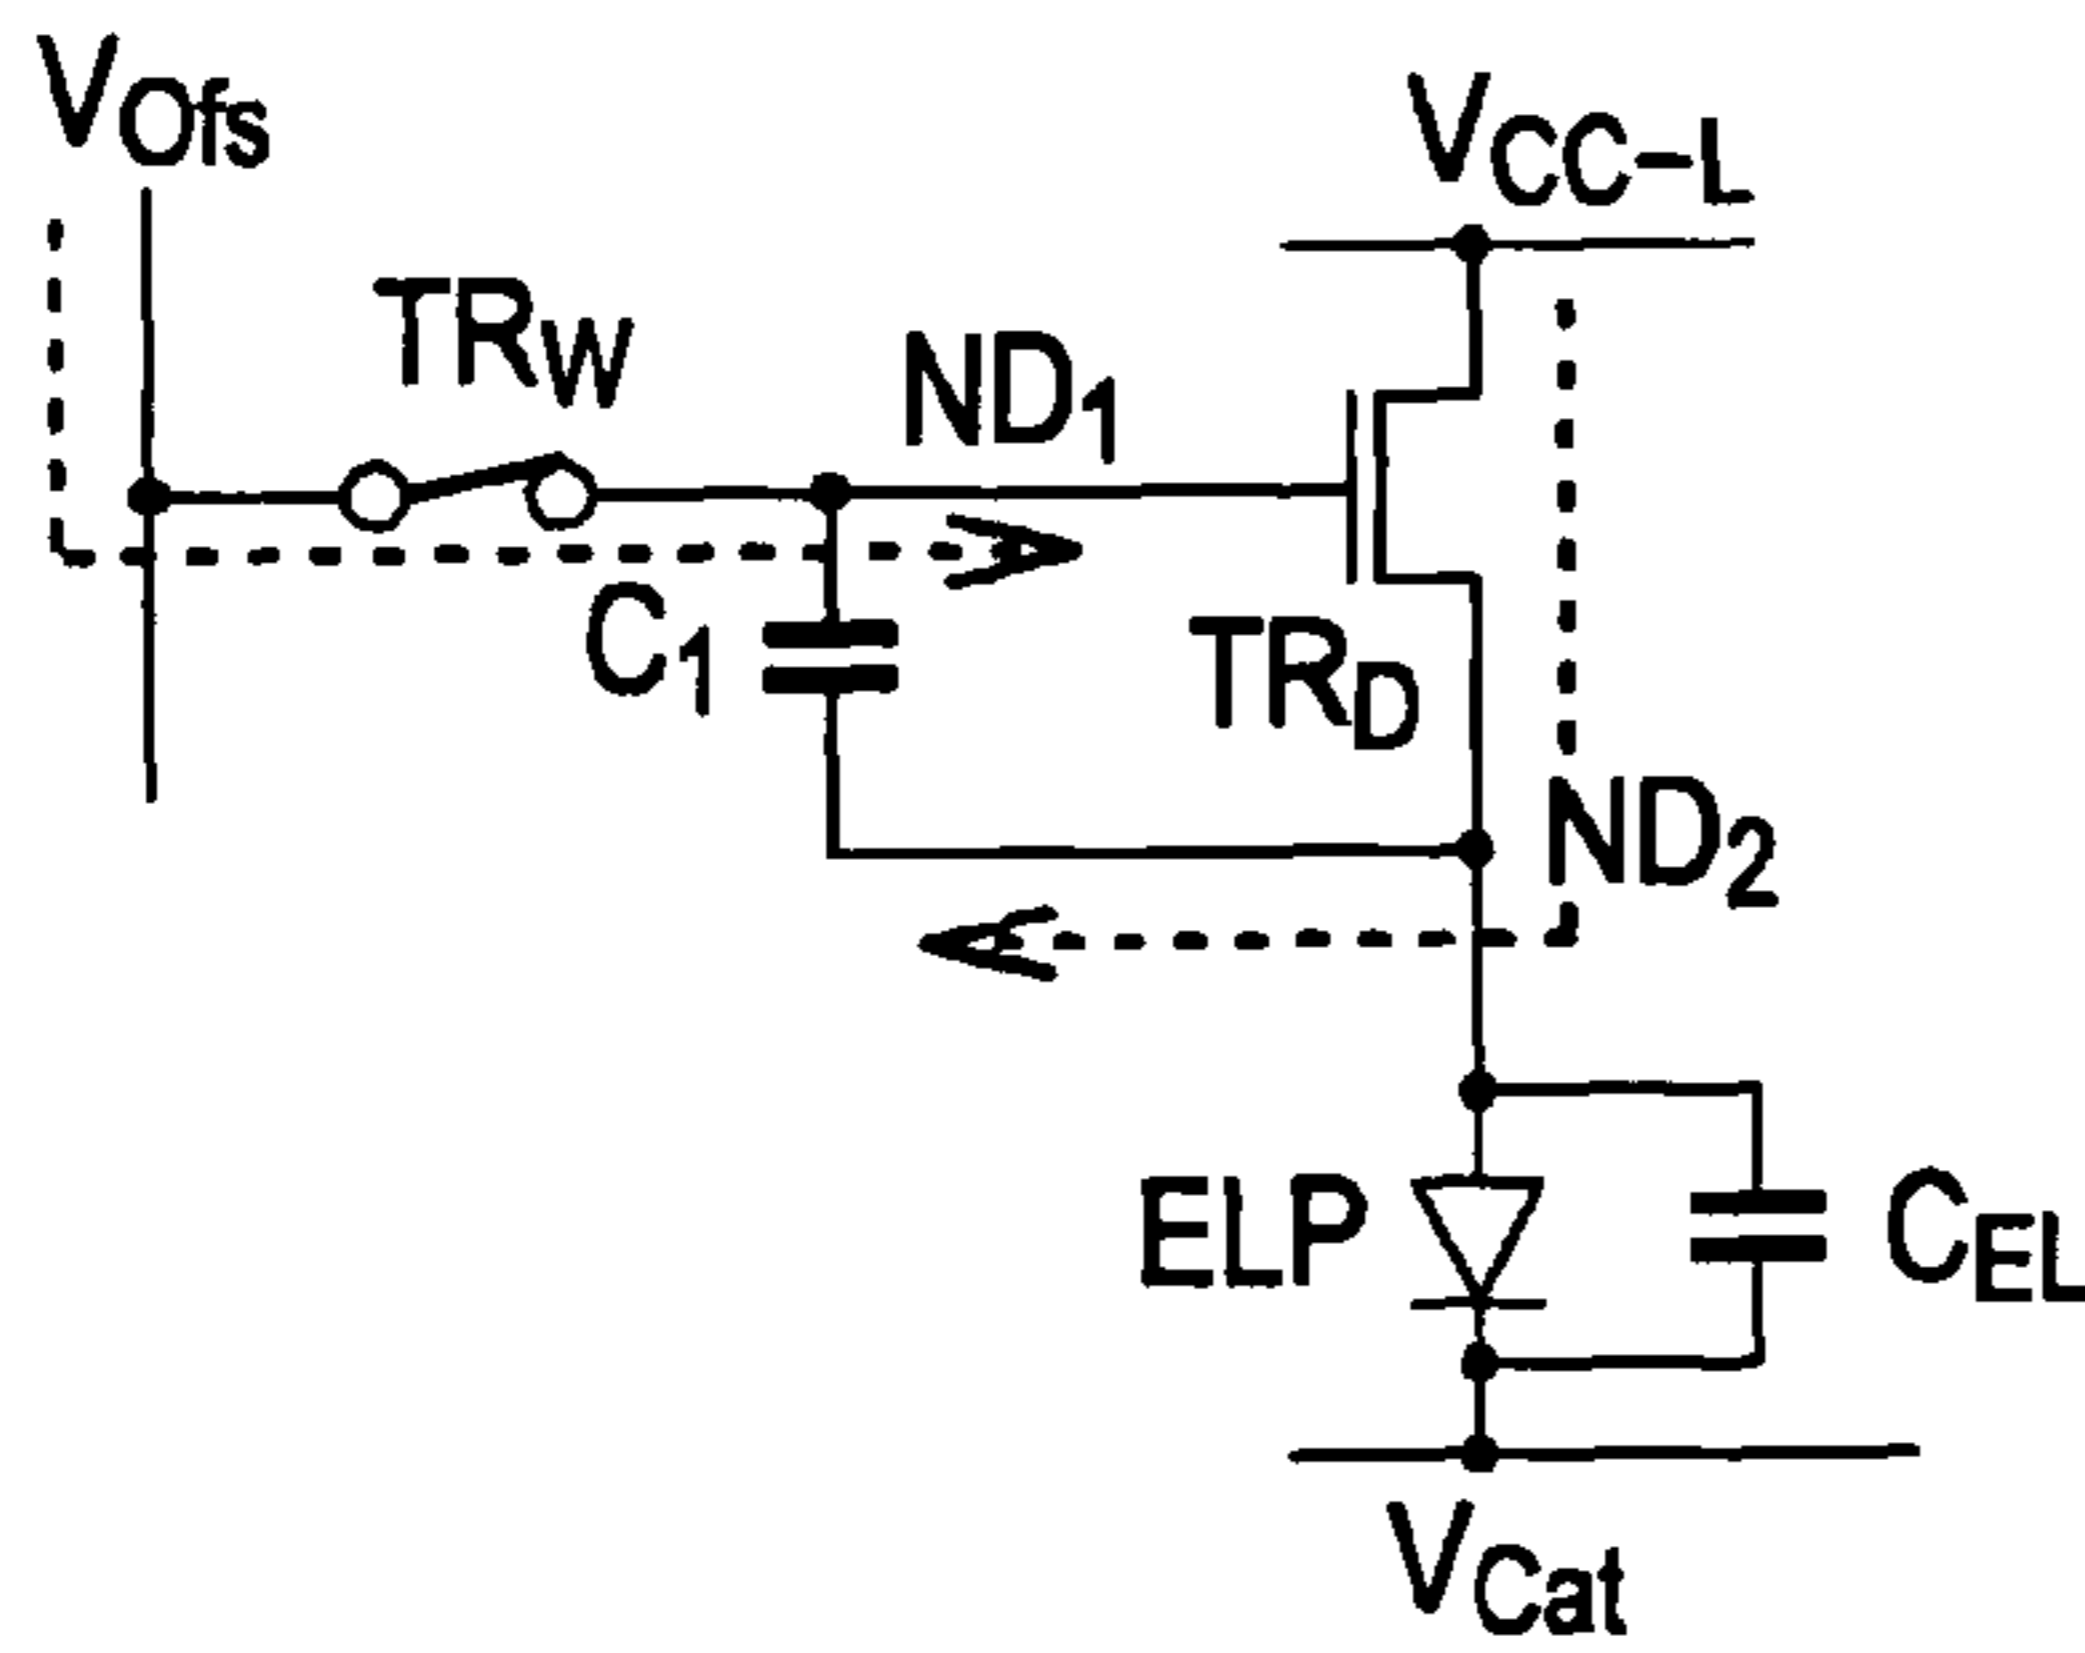 VOfs
VCC-L
TRW
ND1
C1
TRD
ND2
ELP
CEL
VCat